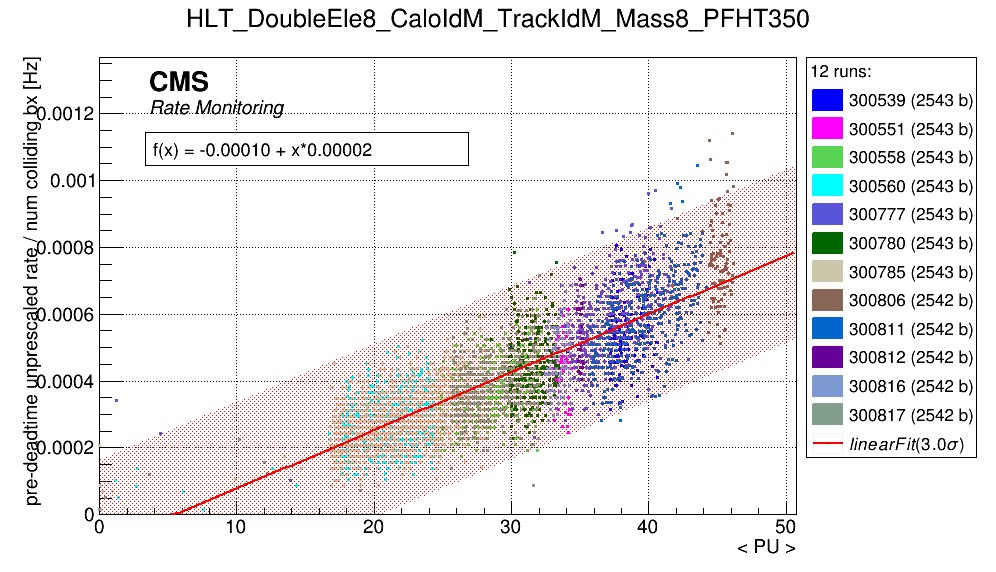 HLT_DoubleEle8_CaloIdM_TrackIdM_Mass8_PFHT350
pre-deadtime unprescaled rate / num colliding bx [Hz]
CMS
Rate Monitoring
f(x) = -0.00010 + x*0.00002
0.0012
0.001
0.0008
0.0006
0.0004
0.0002
0
0 10 20 30 40 50
< PU >
12 runs:
300539 (2543 b)
300551 (2543 b)
300558 (2543 b)
300560 (2543 b)
300777 (2543 b)
300780 (2543 b)
300785 (2543 b)
300806 (2542 b)
300811 (2542 b)
300812 (2542 b)
300816 (2542 b)
300817 (2542 b)
linearFit(3.0σ)